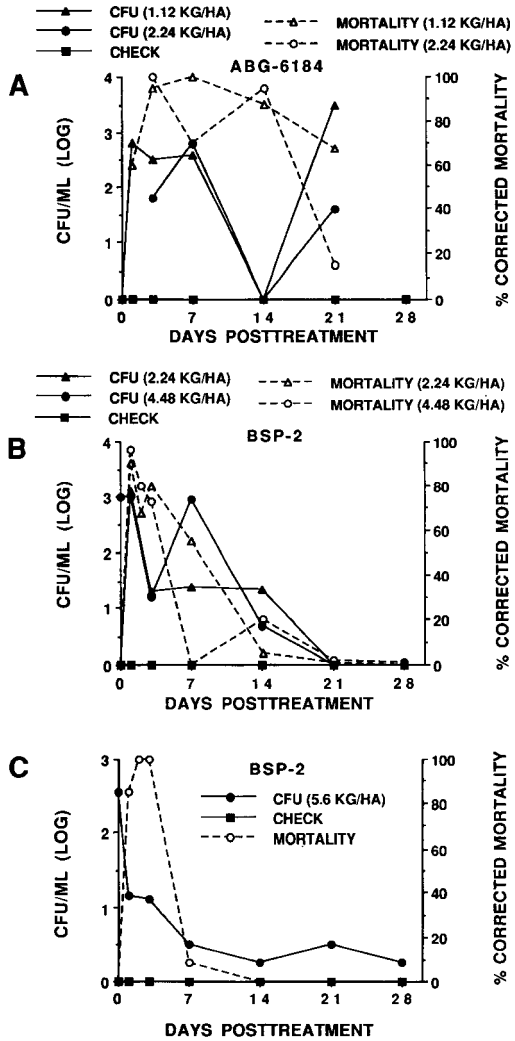 CFU (1.12 KG/HA)
MORTALITY (1.12 KG/HA)
CFU (2.24 KG/HA)
MORTALITY (2.24 KG/HA)
CHECK
ABG-6184
A
4
3
2
1
0
CFU/ML (LOG)
100
80
60
40
20
0
% CORRECTED MORTALITY
0 7 14 21 28
DAYS POSTTREATMENT
CFU (2.24 KG/HA)
MORTALITY (2.24 KG/HA)
CFU (4.48 KG/HA)
MORTALITY (4.48 KG/HA)
CHECK
BSP-2
B
4
3
2
1
0
CFU/ML (LOG)
100
80
60
40
20
0
% CORRECTED MORTALITY
0 7 14 21 28
DAYS POSTTREATMENT
C
BSP-2
CFU (5.6 KG/HA)
CHECK
MORTALITY
3
2
1
0
CFU/ML (LOG)
100
80
60
40
20
0
% CORRECTED MORTALITY
0 7 14 21 28
DAYS POSTTREATMENT